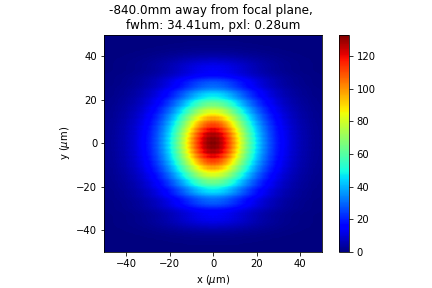 -840.0mm away from focal plane,
fwhm: 34.41um, pxl: 0.28um
40
20
0
−20
−40
y (μm)
−40 −20 0 20 40
x (μm)
120
100
80
60
40
20
0